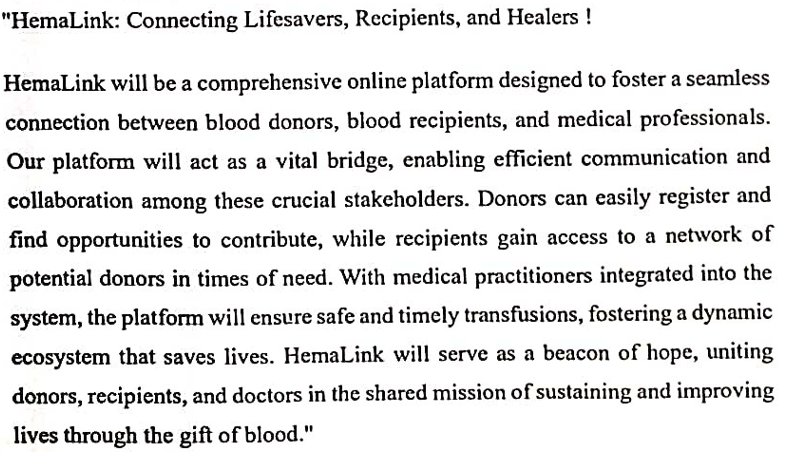 "HemaLink: Connecting Lifesavers, Recipients, and Healers !
HemaLink will be a comprehensive online platform designed to foster a seamless
connection between blood donors, blood recipients, and medical professionals.
Our platform will act as a vital bridge, enabling efficient communication and
collaboration among these crucial stakeholders. Donors can easily register and
find opportunities to contribute, while recipients gain access to a network of
potential donors in times of need. With medical practitioners integrated into the
system, the platform will ensure safe and timely transfusions, fostering a dynamic
ecosystem that saves lives. HemaLink will serve as a beacon of hope, uniting
donors, recipients, and doctors in the shared mission of sustaining and improving
lives through the gift of blood."